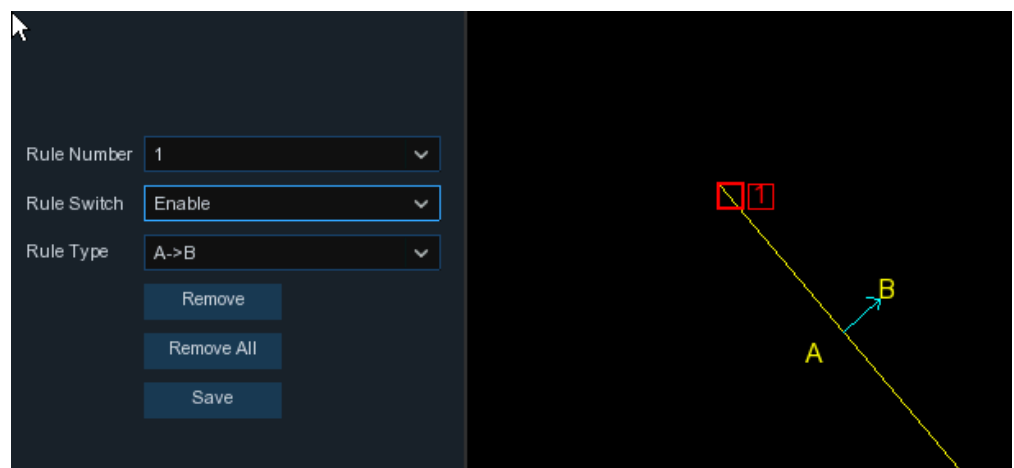 Rule Number 1
Rule Switch Enable
Rule Type A->B
Remove
Remove All
Save
1
B
A